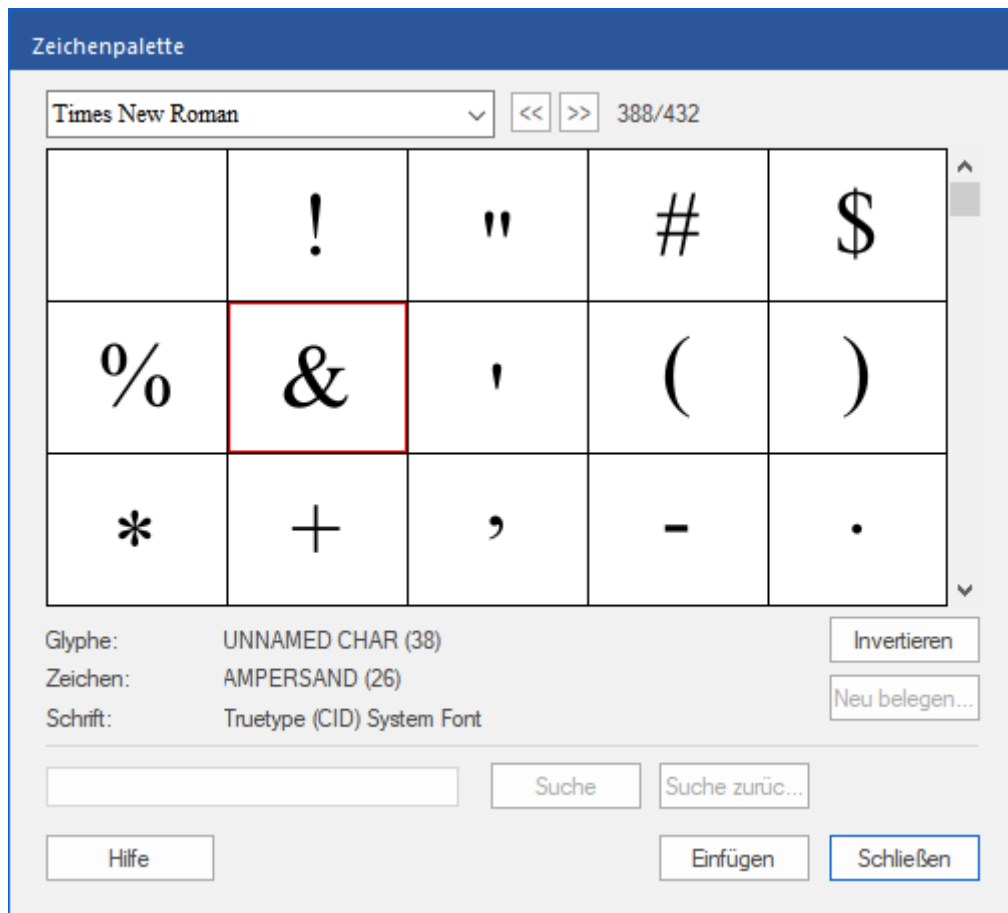 Zeichenpalette
Times New Roman << >> 388/432
! " # $
% & ' ( )
* + , - .
Glyphe: UNNAMED CHAR (38) Invertieren
Zeichen: AMPERSAND (26)
Neu belegen...
Schrift: Truetype (CID) System Font
Suche Suche zurüc...
Hilfe Einfügen Schließen